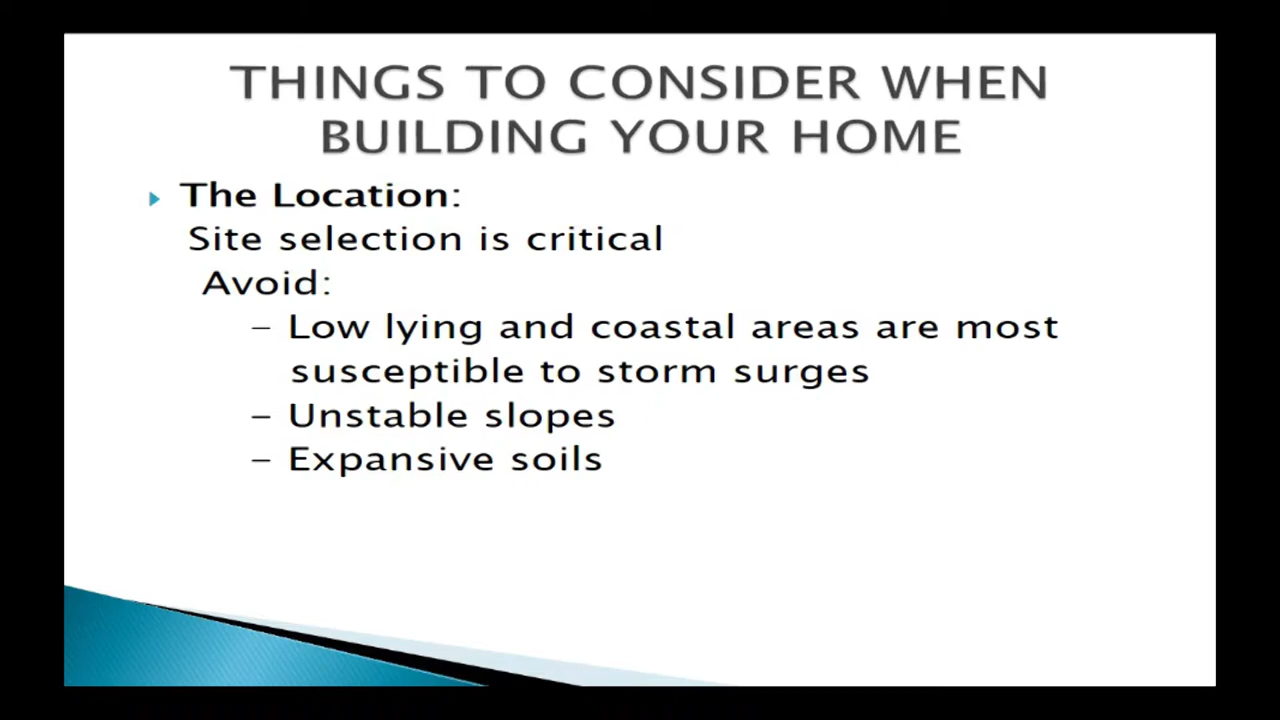 THINGS TO CONSIDER WHEN
BUILDING YOUR HOME
The Location:
Site selection is critical
Avoid:
– Low lying and coastal areas are most
susceptible to storm surges
– Unstable slopes
– Expansive soils